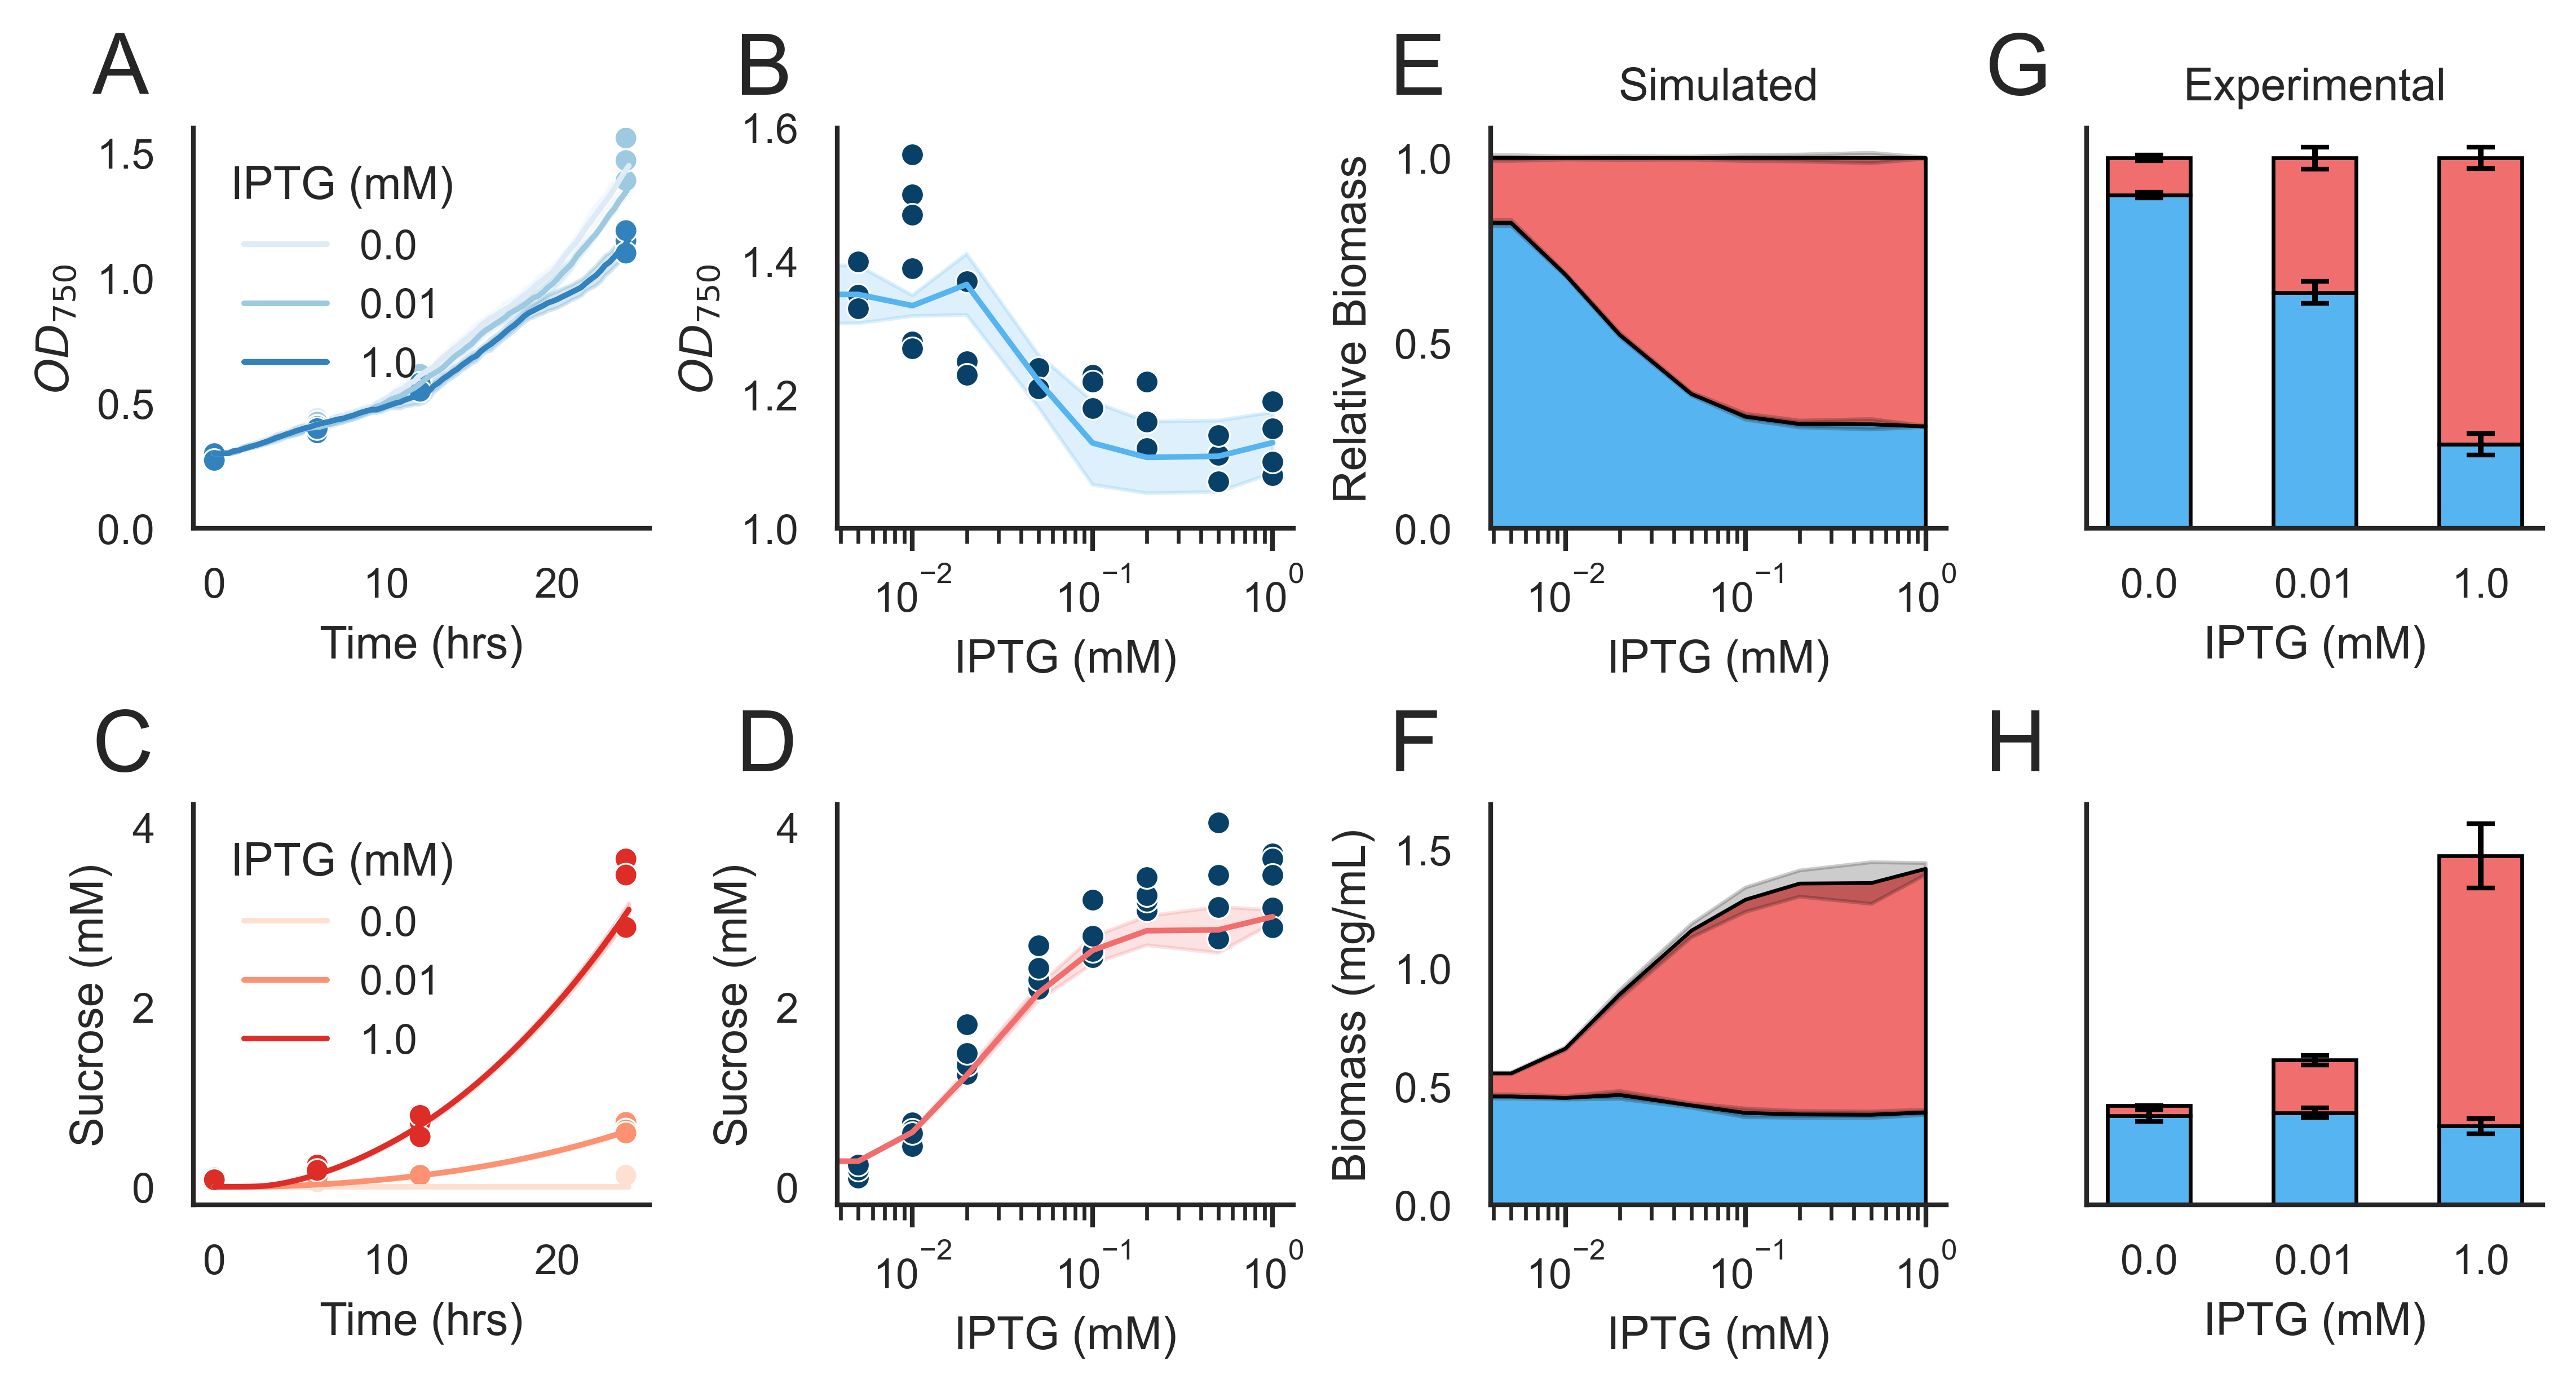 A
OD750
1.5
1.0
0.5
0.0
IPTG (mM)
0.0
0.01
1.0
0 10 20
Time (hrs)
B
OD750
1.6
1.4
1.2
1.0
10−2 10−1 100
IPTG (mM)
E
Simulated
Relative Biomass
1.0
0.5
0.0
10−2 10−1 100
IPTG (mM)
G
Experimental
0.0 0.01 1.0
IPTG (mM)
C
Sucrose (mM)
4
2
0
IPTG (mM)
0.0
0.01
1.0
0 10 20
Time (hrs)
D
Sucrose (mM)
4
2
0
10−2 10−1 100
IPTG (mM)
F
Biomass (mg/mL)
1.5
1.0
0.5
0.0
10−2 10−1 100
IPTG (mM)
H
0.0 0.01 1.0
IPTG (mM)